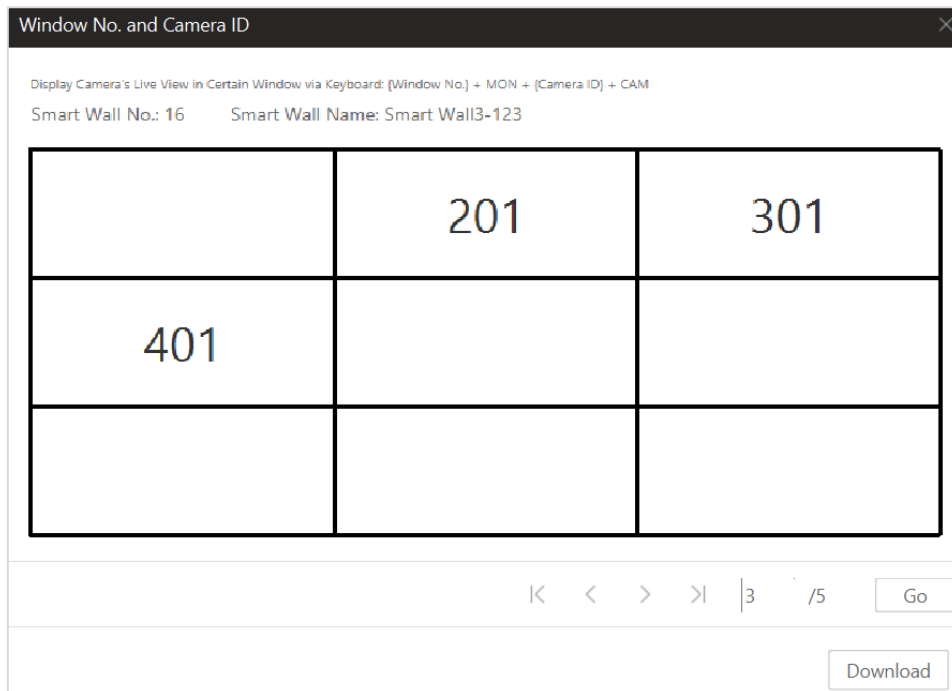 Window No. and Camera ID
Display Camera's Live View in Certain Window via Keyboard: {Window No.} + MON + {Camera ID} + CAM
Smart Wall No.: 16 Smart Wall Name: Smart Wall3-123
201 301
401
3 /5 Go
Download